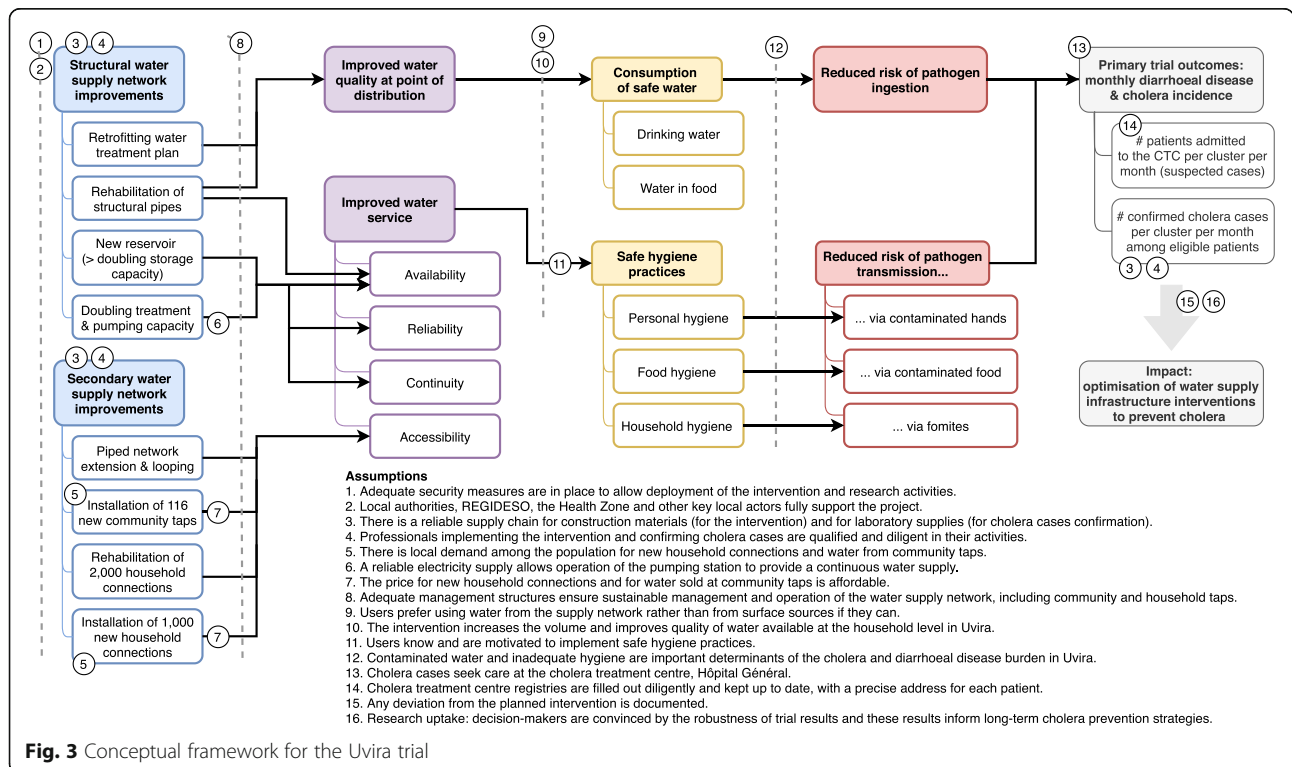 1
2
3
4
Structural water
supply network
improvements
Retrofitting water
treatment plan
Rehabilitation of
structural pipes
New reservoir
(> doubling storage
capacity)
Doubling treatment
& pumping capacity
6
3
4
Secondary water
supply network
improvements
Piped network
extension & looping
5
Installation of 116
new community taps
7
Rehabilitation of
2,000 household
connections
Installation of 1,000
new household
connections
7
5
8
Improved water
quality at point of
distribution
Improved water
service
Availability
Reliability
Continuity
Accessibility
9
10
11
Consumption
of safe water
Drinking water
Water in food
Safe hygiene
practices
Personal hygiene
Food hygiene
Household hygiene
12
Reduced risk of pathogen
ingestion
Reduced risk of pathogen
transmission...
... via contaminated hands
... via contaminated food
... via fomites
13
Primary trial outcomes:
monthly diarrhoeal disease
& cholera incidence
14
# patients admitted
to the CTC per cluster per
month (suspected cases)
# confirmed cholera cases
per cluster per month
among eligible patients
3
4
15
16
Impact:
optimisation of water supply
infrastructure interventions
to prevent cholera
Assumptions
1. Adequate security measures are in place to allow deployment of the intervention and research activities.
2. Local authorities, REGIDESO, the Health Zone and other key local actors fully support the project.
3. There is a reliable supply chain for construction materials (for the intervention) and for laboratory supplies (for cholera cases confirmation).
4. Professionals implementing the intervention and confirming cholera cases are qualified and diligent in their activities.
5. There is local demand among the population for new household connections and water from community taps.
6. A reliable electricity supply allows operation of the pumping station to provide a continuous water supply.
7. The price for new household connections and for water sold at community taps is affordable.
8. Adequate management structures ensure sustainable management and operation of the water supply network, including community and household taps.
9. Users prefer using water from the supply network rather than from surface sources if they can.
10. The intervention increases the volume and improves quality of water available at the household level in Uvira.
11. Users know and are motivated to implement safe hygiene practices.
12. Contaminated water and inadequate hygiene are important determinants of the cholera and diarrhoeal disease burden in Uvira.
13. Cholera cases seek care at the cholera treatment centre, Hôpital Général.
14. Cholera treatment centre registries are filled out diligently and kept up to date, with a precise address for each patient.
15. Any deviation from the planned intervention is documented.
16. Research uptake: decision-makers are convinced by the robustness of trial results and these results inform long-term cholera prevention strategies.
Fig. 3 Conceptual framework for the Uvira trial